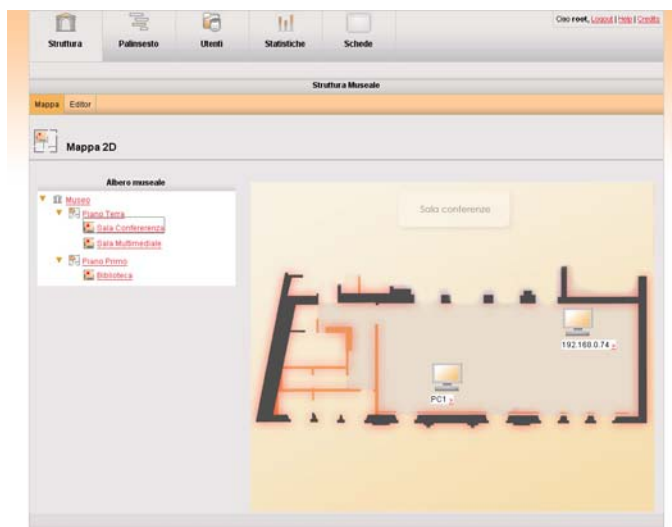 Ciao root, Logout | Help | Credits
Struttura Palinsesto Utenti Statistiche Schede
Struttura Museale
Mappa Editor
Mappa 2D
Albero museale
Museo
Piano Terra
Sala Confererenza
Sala Multimediale
Piano Primo
Biblioteca
Sala conferenze
192.168.0.74 »
PC1 »